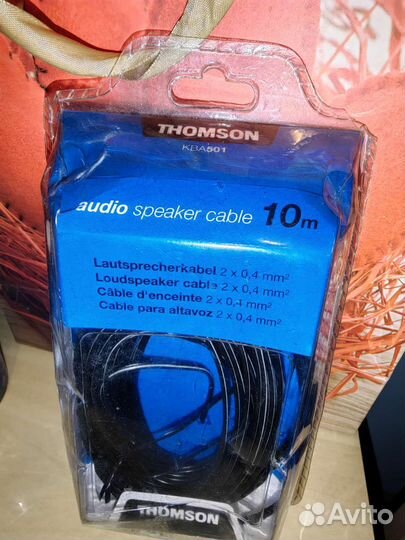 THOMSON
KBA501
audio speaker cable 10m
Lautsprecherkabel 2 x 0,4 mm²
Loudspeaker cable 2 x 0,4 mm²
Câble d'enceinte 2 x 0,4 mm²
Cable para altavoz 2 x 0,4 mm²
THOMSON
Avito